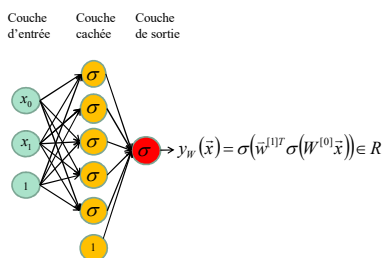 Couche d'entrée
Couche cachée
Couche de sortie
x₀
x₁
1
σ
σ
σ
σ
σ
1
σ
y_W(x⃗) = σ(w⃗^{[1]T} σ(W^{[0]} x⃗)) ∈ R